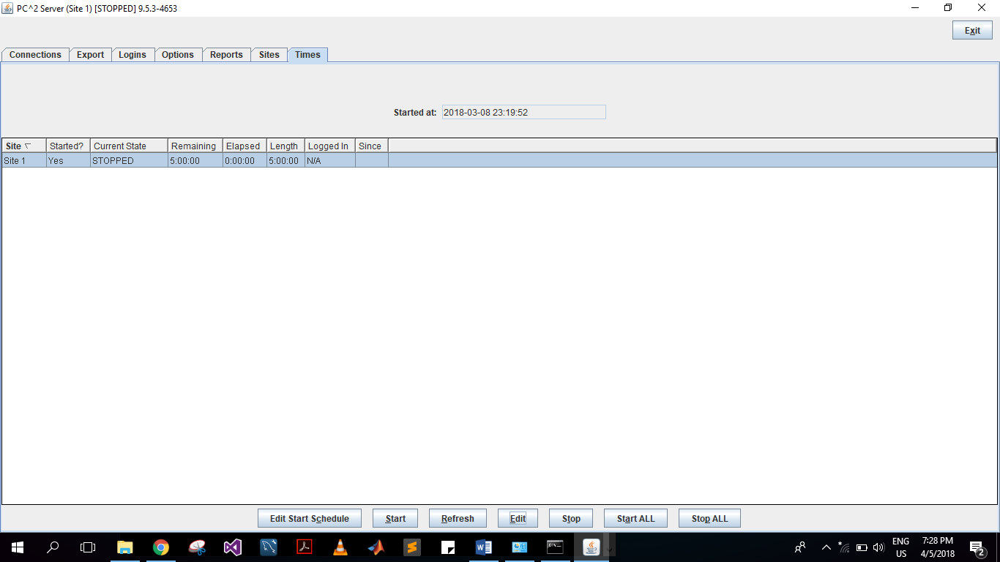 PC^2 Server (Site 1) [STOPPED] 9.5.3-4653
Exit
Connections Export Logins Options Reports Sites Times
Started at: 2018-03-08 23:19:52
Site Started? Current State Remaining Elapsed Length Logged In Since
Site 1 Yes STOPPED 5:00:00 0:00:00 5:00:00 N/A
Edit Start Schedule Start Refresh Edit Stop Start ALL Stop ALL
ENG 7:28 PM
US 4/5/2018 2